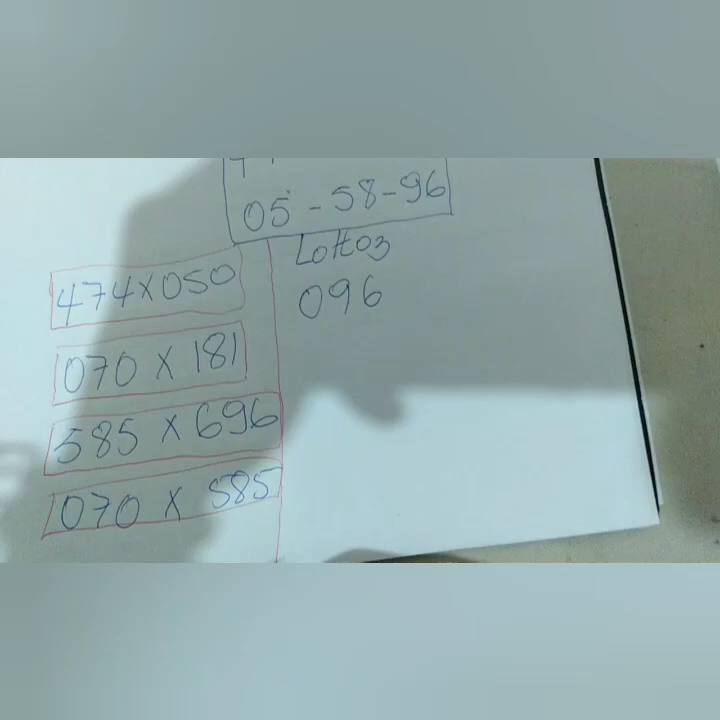 05-58-96
Lotto3
096
474x050
070 x 181
585 x 696
070 x 585